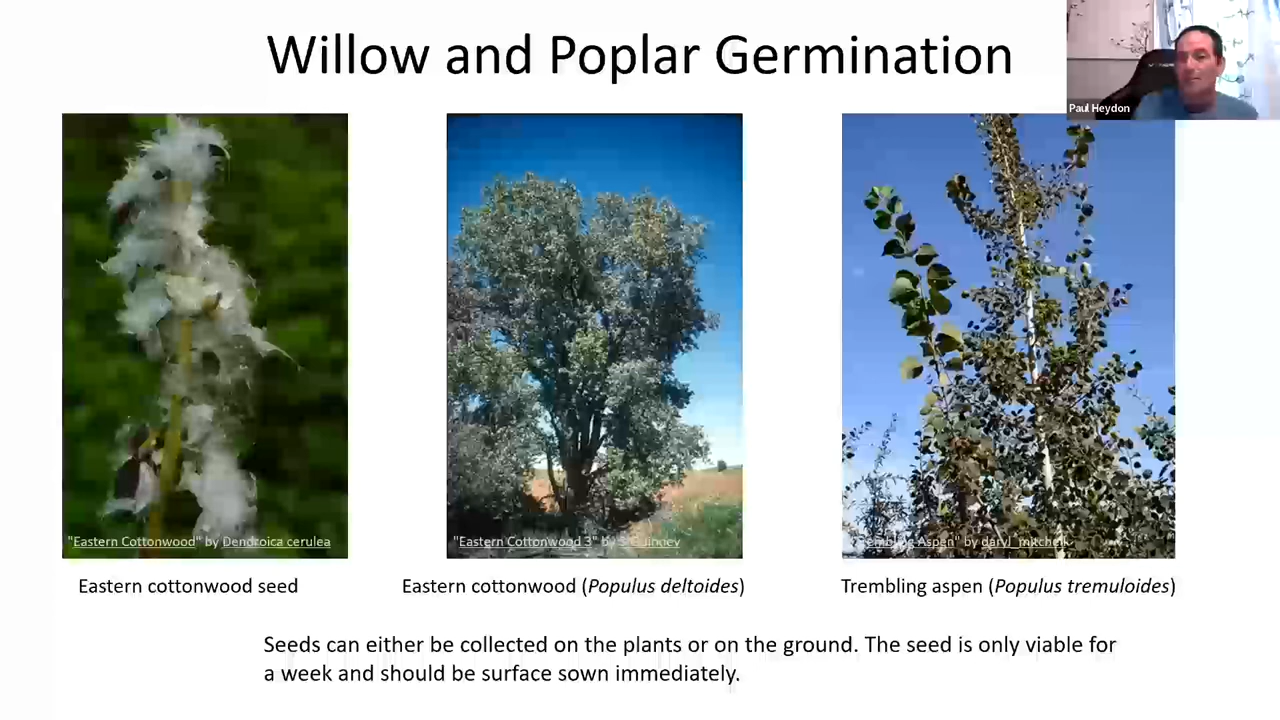 Willow and Poplar Germination
Paul Heydon
"Eastern Cottonwood" by Dendroica cerulea
"Eastern Cottonwood 3" by
Aspen" by daryl_mitchell
Eastern cottonwood seed
Eastern cottonwood (Populus deltoides)
Trembling aspen (Populus tremuloides)
Seeds can either be collected on the plants or on the ground. The seed is only viable for
a week and should be surface sown immediately.